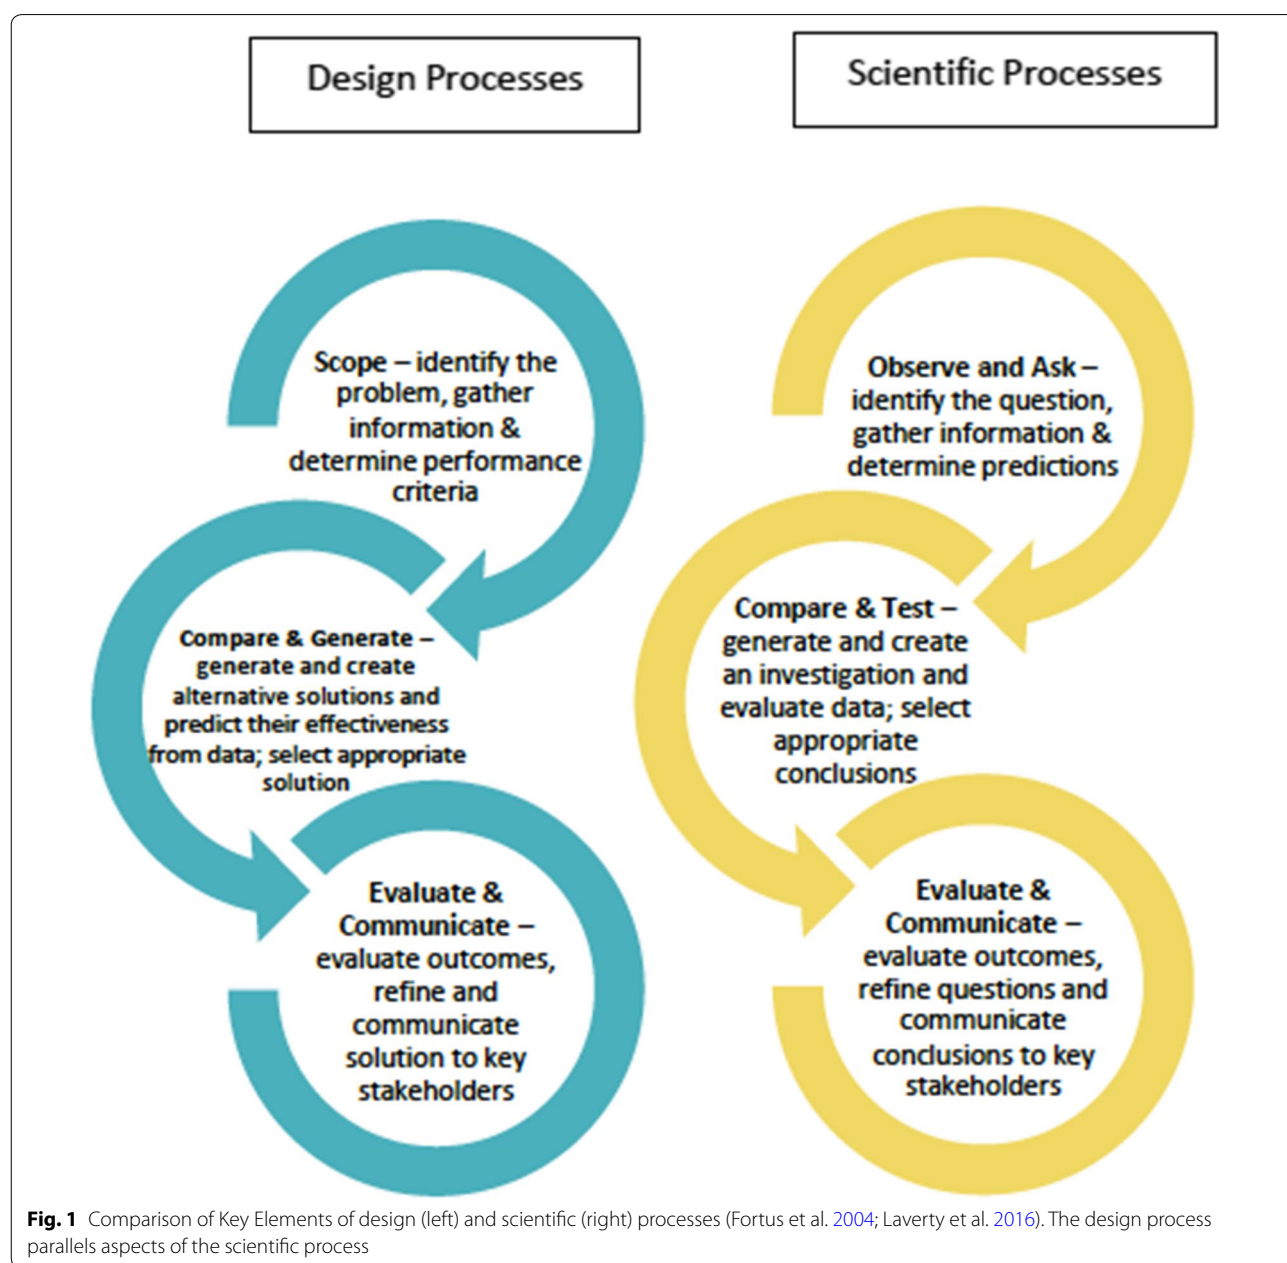 Design Processes
Scientific Processes
Scope – identify the
problem, gather
information &
determine performance
criteria
Compare & Generate –
generate and create
alternative solutions and
predict their effectiveness
from data; select appropriate
solution
Evaluate &
Communicate –
evaluate outcomes,
refine and
communicate
solution to key
stakeholders
Observe and Ask –
identify the question,
gather information &
determine predictions
Compare & Test –
generate and create
an investigation and
evaluate data; select
appropriate
conclusions
Evaluate &
Communicate –
evaluate outcomes,
refine questions and
communicate
conclusions to key
stakeholders
Fig. 1 Comparison of Key Elements of design (left) and scientific (right) processes (Fortus et al. 2004; Laverty et al. 2016). The design process
parallels aspects of the scientific process